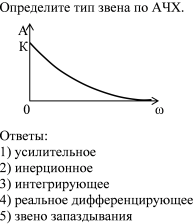 Определите тип звена по АЧХ.
А
К
0
ω
Ответы:
1) усилительное
2) инерционное
3) интегрирующее
4) реальное дифференцирующее
5) звено запаздывания